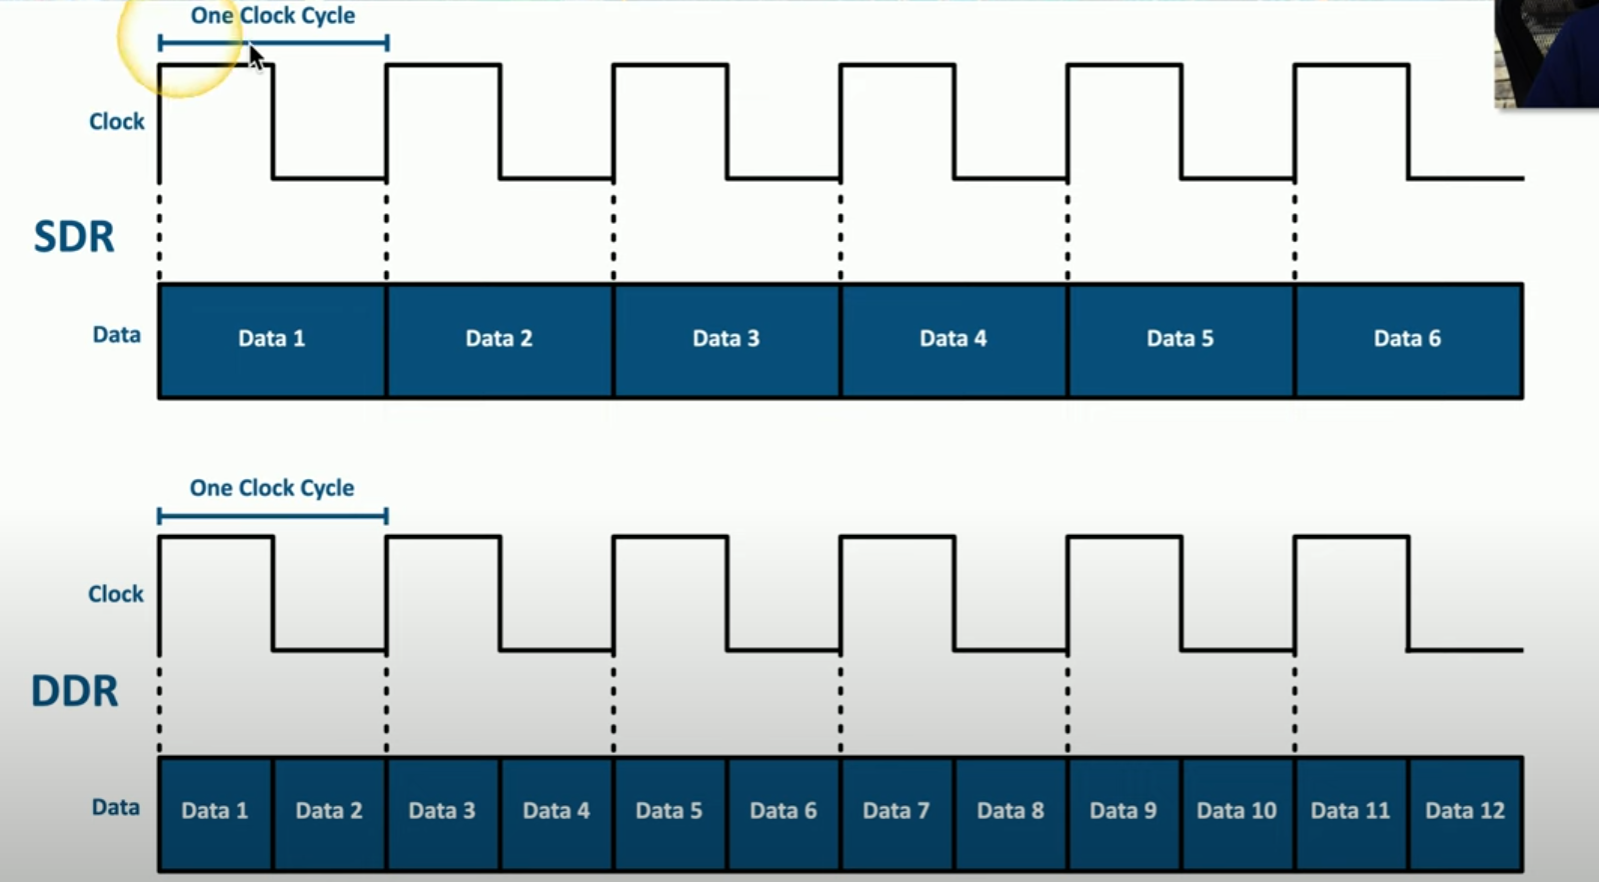 One Clock Cycle
Clock
SDR
Data
Data 1 Data 2 Data 3 Data 4 Data 5 Data 6
One Clock Cycle
Clock
DDR
Data
Data 1 Data 2 Data 3 Data 4 Data 5 Data 6 Data 7 Data 8 Data 9 Data 10 Data 11 Data 12